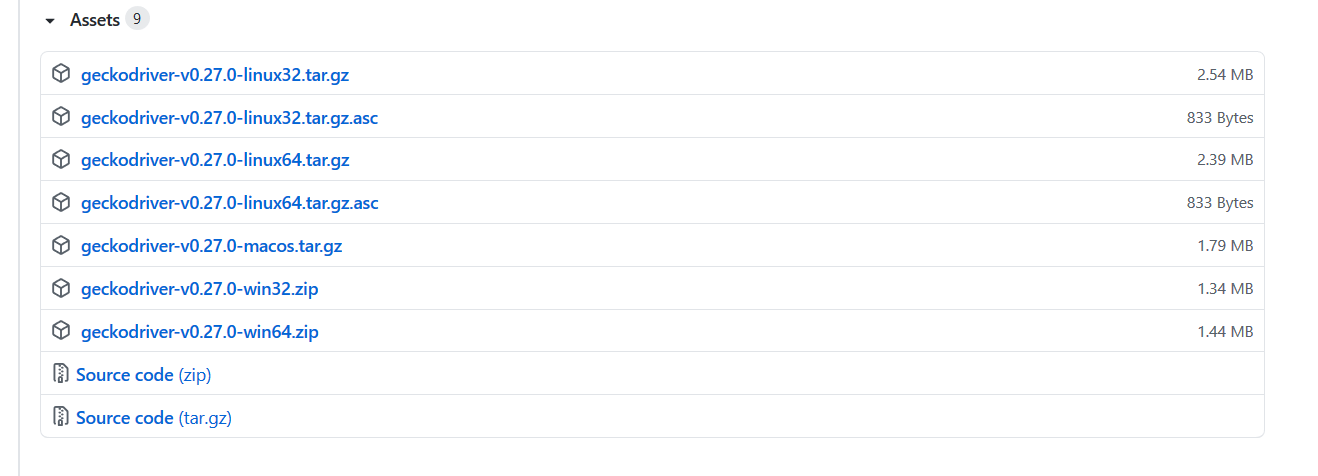 Assets 9
geckodriver-v0.27.0-linux32.tar.gz 2.54 MB
geckodriver-v0.27.0-linux32.tar.gz.asc 833 Bytes
geckodriver-v0.27.0-linux64.tar.gz 2.39 MB
geckodriver-v0.27.0-linux64.tar.gz.asc 833 Bytes
geckodriver-v0.27.0-macos.tar.gz 1.79 MB
geckodriver-v0.27.0-win32.zip 1.34 MB
geckodriver-v0.27.0-win64.zip 1.44 MB
Source code (zip)
Source code (tar.gz)